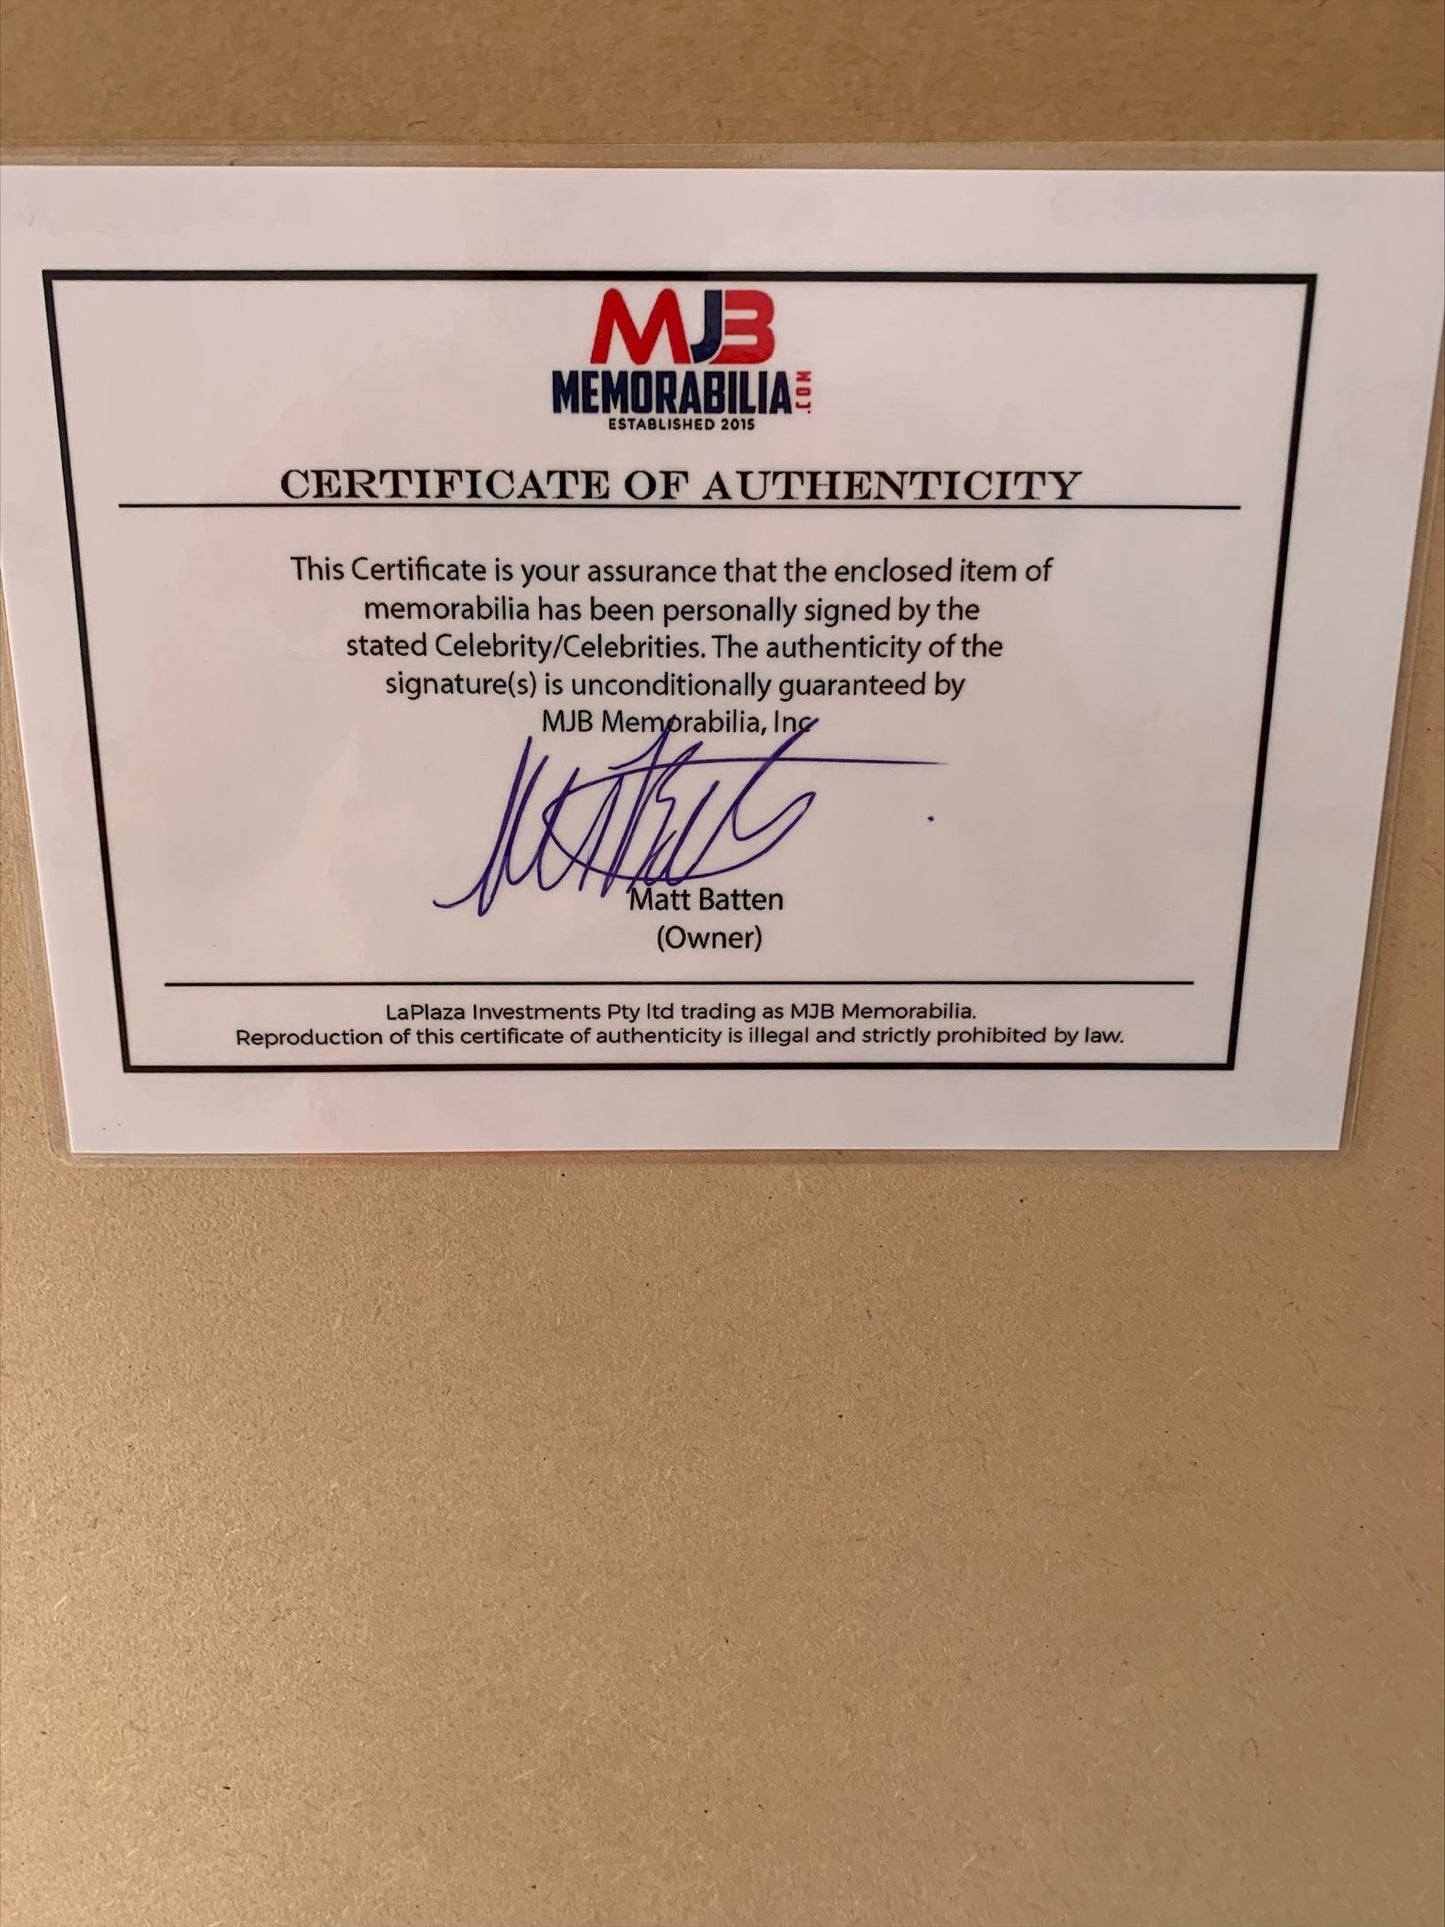 MJB
MEMORABILIA.COM
ESTABLISHED 2015
CERTIFICATE OF AUTHENTICITY
This Certificate is your assurance that the enclosed item of
memorabilia has been personally signed by the
stated Celebrity/Celebrities. The authenticity of the
signature(s) is unconditionally guaranteed by
MJB Memorabilia, Inc
Matt Batten
(Owner)
LaPlaza Investments Pty ltd trading as MJB Memorabilia.
Reproduction of this certificate of authenticity is illegal and strictly prohibited by law.